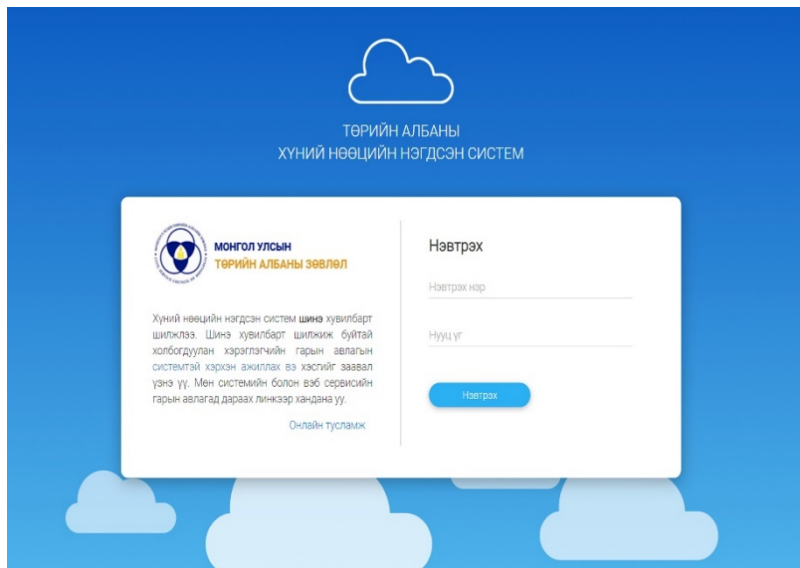 ТӨРИЙН АЛБАНЫ
ХҮНИЙ НӨӨЦИЙН НЭГДСЭН СИСТЕМ
МОНГОЛ УЛСЫН
ТӨРИЙН АЛБАНЫ ЗӨВЛӨЛ
Хүний нөөцийн нэгдсэн систем шинэ хувилбарт
шилжлээ. Шинэ хувилбарт шилжиж буйтай
холбогдуулан хэрэглэгчийн гарын авлагын
системтэй хэрхэн ажиллах вэ хэсгийг заавал
үзнэ үү. Мөн системийн болон вэб сервисийн
гарын авлагад дараах линкээр хандана уу.
Онлайн тусламж
Нэвтрэх
Нэвтрэх нэр
Нууц үг
Нэвтрэх